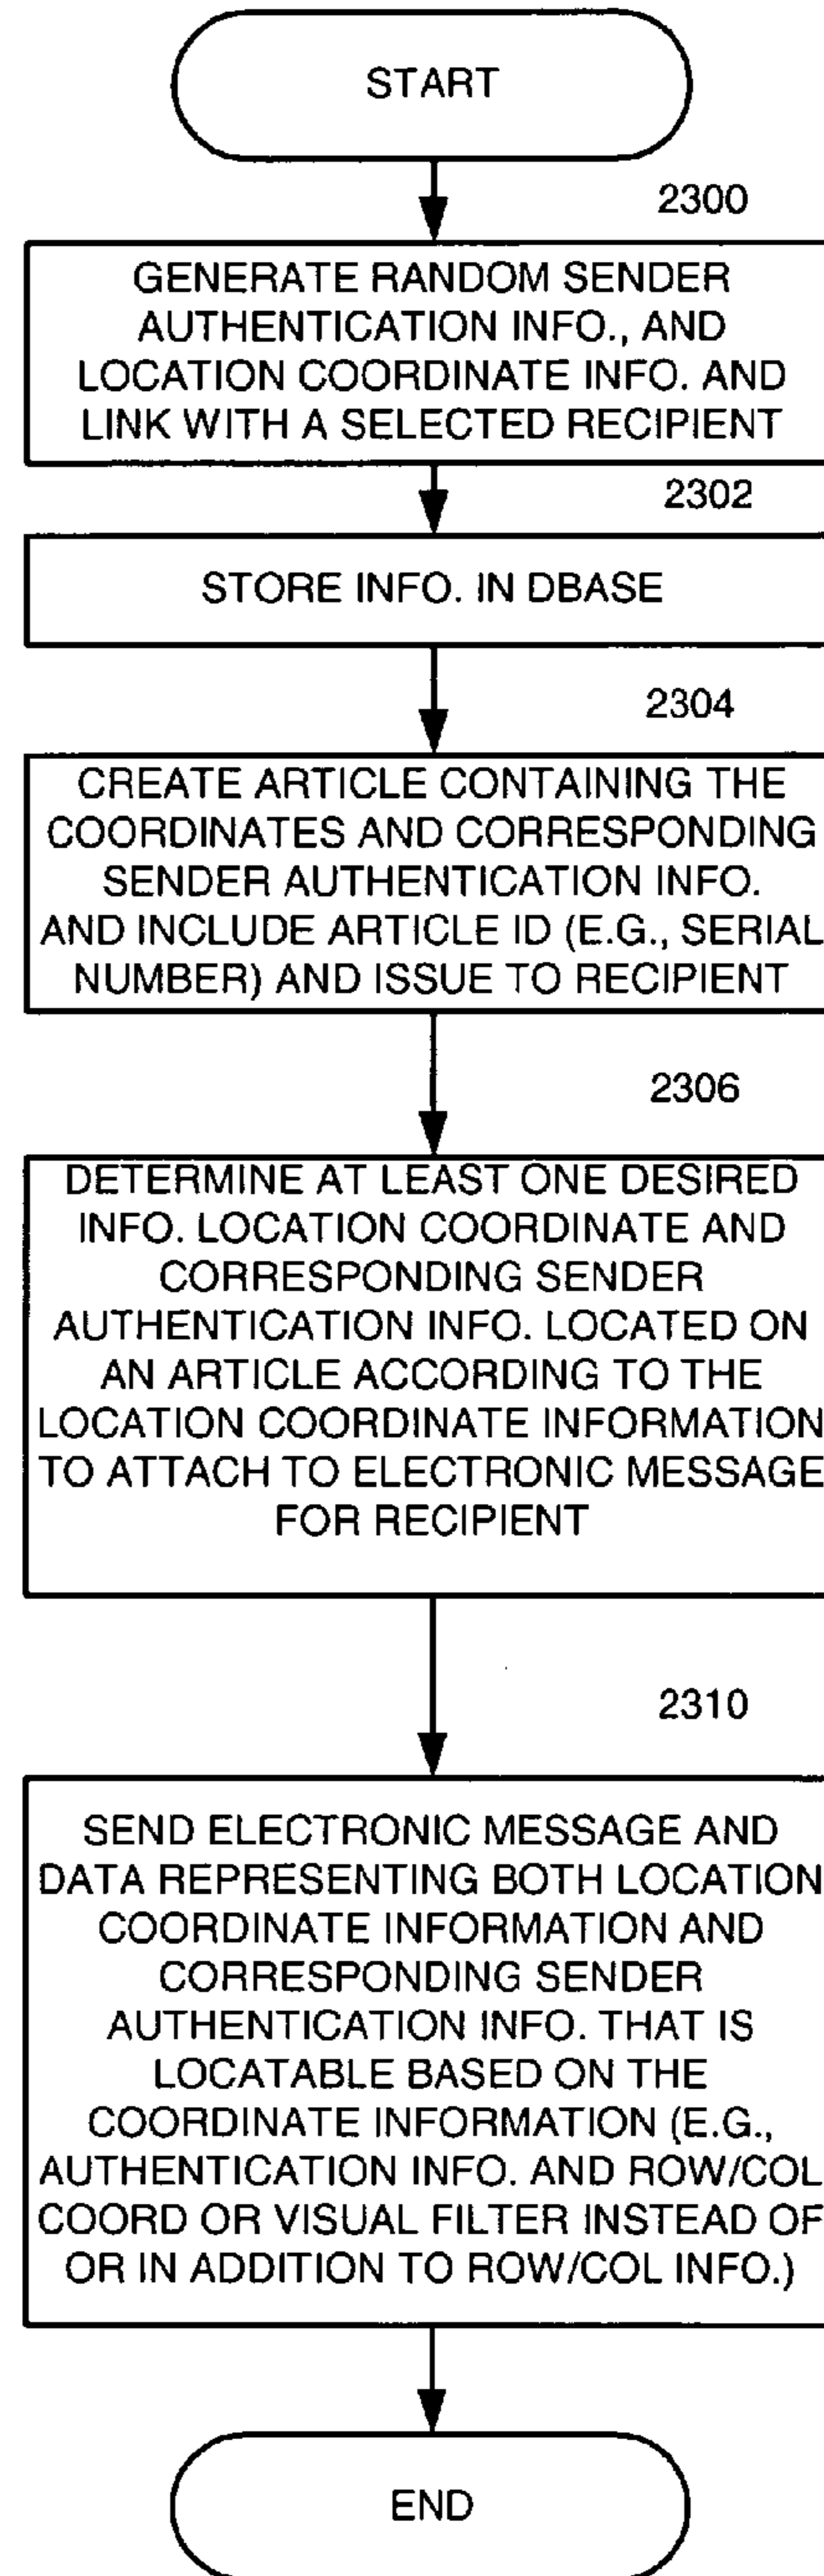 START
2300
GENERATE RANDOM SENDER
AUTHENTICATION INFO., AND
LOCATION COORDINATE INFO. AND
LINK WITH A SELECTED RECIPIENT
2302
STORE INFO. IN DBASE
2304
CREATE ARTICLE CONTAINING THE
COORDINATES AND CORRESPONDING
SENDER AUTHENTICATION INFO.
AND INCLUDE ARTICLE ID (E.G., SERIAL
NUMBER) AND ISSUE TO RECIPIENT
2306
DETERMINE AT LEAST ONE DESIRED
INFO. LOCATION COORDINATE AND
CORRESPONDING SENDER
AUTHENTICATION INFO. LOCATED ON
AN ARTICLE ACCORDING TO THE
LOCATION COORDINATE INFORMATION
TO ATTACH TO ELECTRONIC MESSAGE
FOR RECIPIENT
2310
SEND ELECTRONIC MESSAGE AND
DATA REPRESENTING BOTH LOCATION
COORDINATE INFORMATION AND
CORRESPONDING SENDER
AUTHENTICATION INFO. THAT IS
LOCATABLE BASED ON THE
COORDINATE INFORMATION (E.G.,
AUTHENTICATION INFO. AND ROW/COL
COORD OR VISUAL FILTER INSTEAD OF
OR IN ADDITION TO ROW/COL INFO.)
END